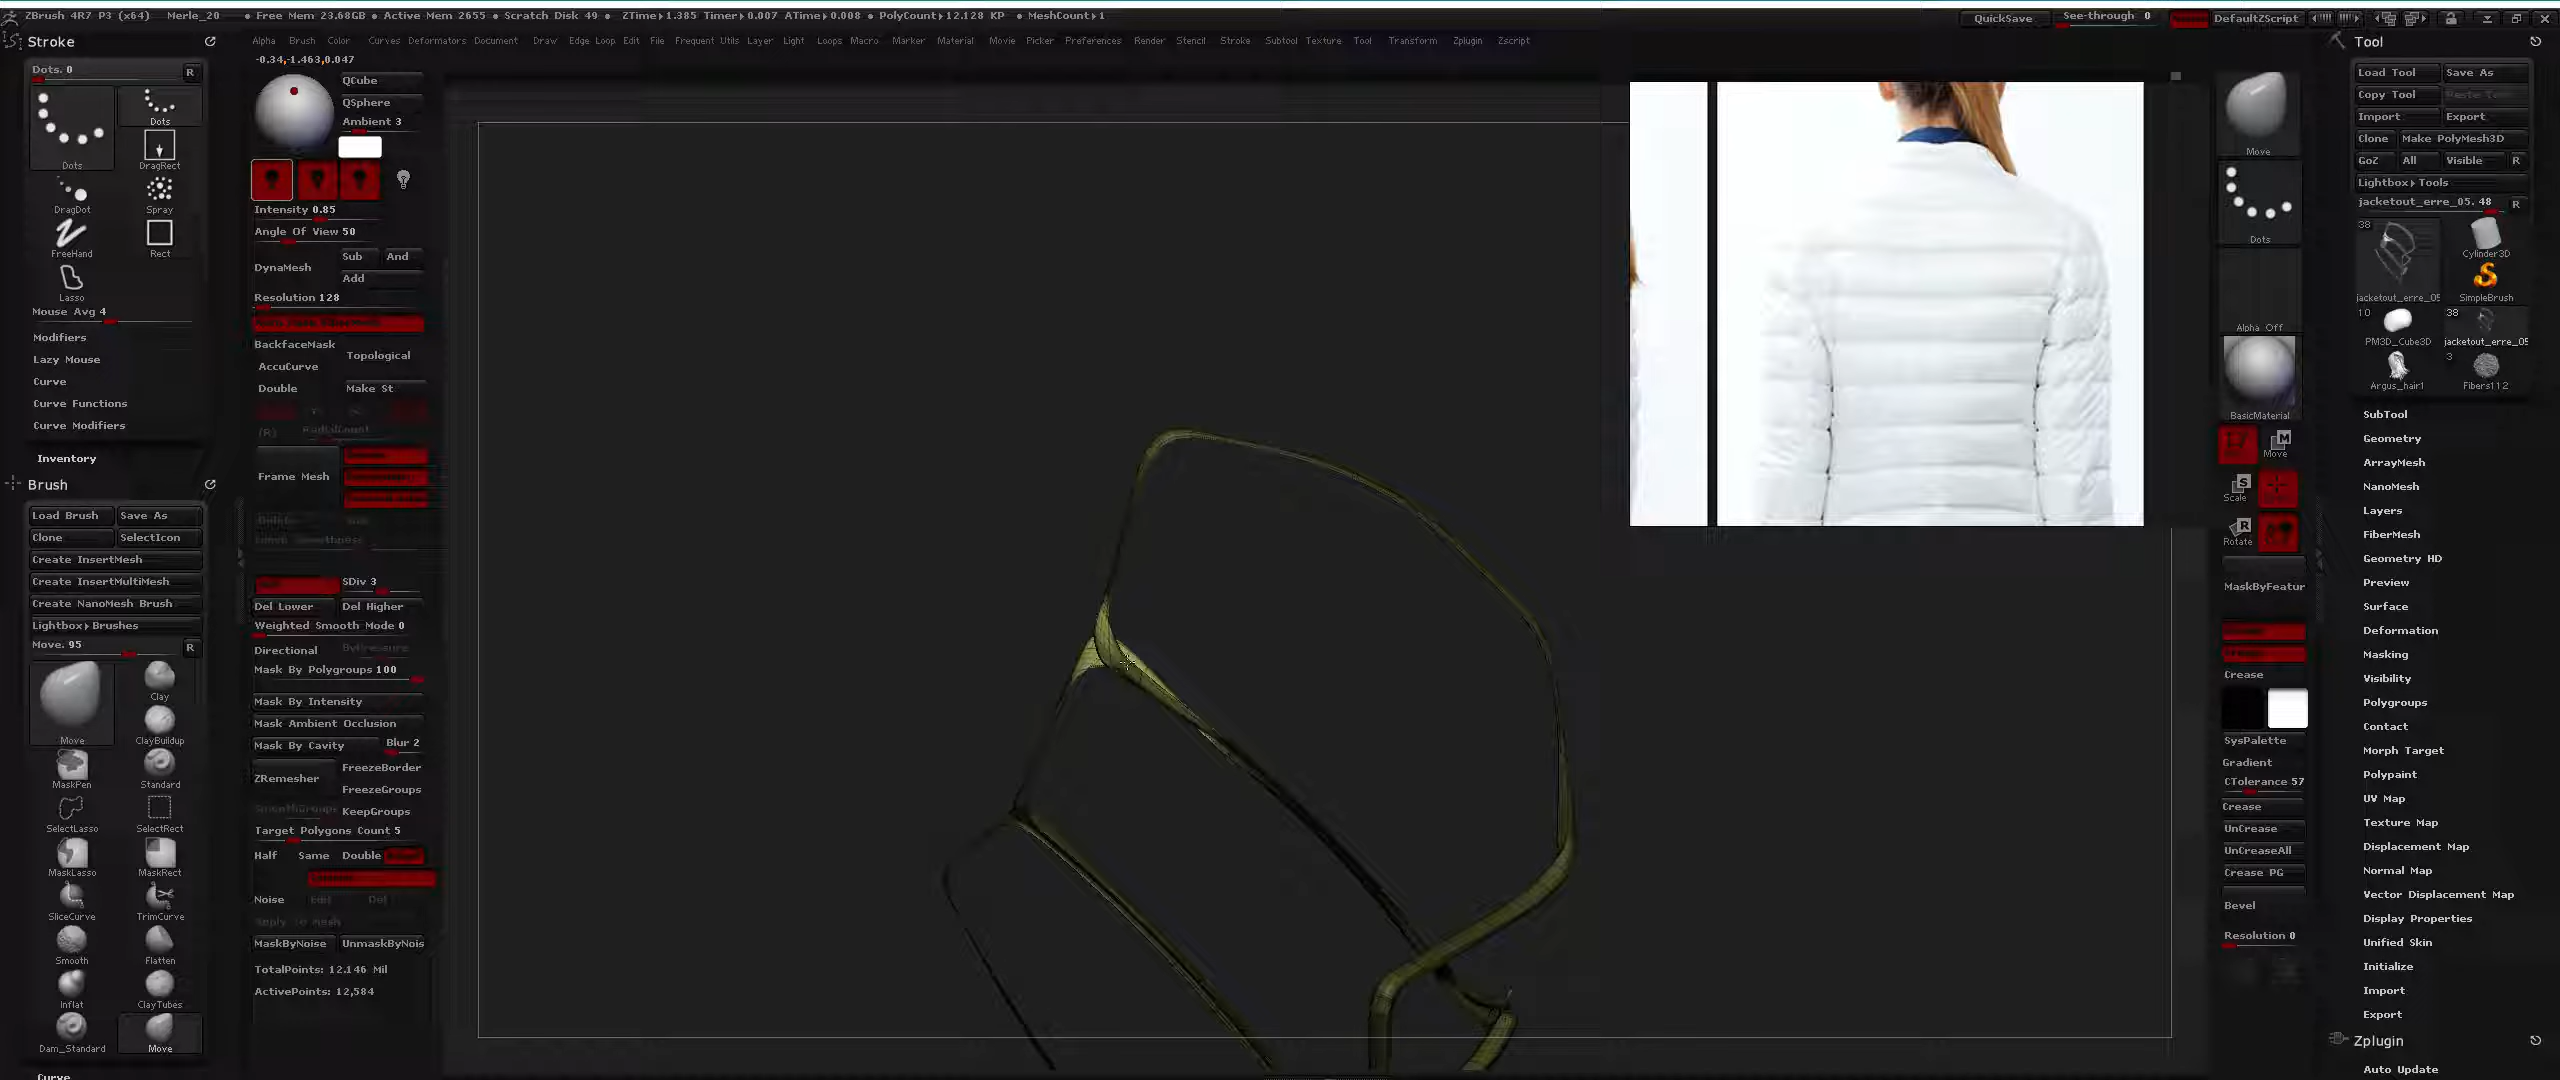 ZBrush 4R7 P3 (x64) Merle_20 • Free Mem 23.68GB • Active Mem 2655 • Scratch Disk 49 • ZTime▸1.385 Timer▸0.007 ATime▸0.008 • PolyCount▸12.128 KP • MeshCount▸1
QuickSave See-through 0 DefaultZScript
Alpha Brush Color Curves Deformators Document Draw Edge Loop Edit File Frequent Utils Layer Light Loops Macro Marker Material Movie Picker Preferences Render Stencil Stroke Subtool Texture Tool Transform Zplugin Zscript
-0.34,-1.463,0.047
Stroke
Dots. 0 R
Dots
Dots
DragRect
DragDot Spray
FreeHand Rect
Lasso
Mouse Avg 4
Modifiers
Lazy Mouse
Curve
Curve Functions
Curve Modifiers
Inventory
Brush
Load Brush Save As
Clone SelectIcon
Create InsertMesh
Create InsertMultiMesh
Create NanoMesh Brush
Lightbox▸Brushes
Move. 95 R
Clay
Move ClayBuildup
MaskPen Standard
SelectLasso SelectRect
MaskLasso MaskRect
SliceCurve TrimCurve
Smooth Flatten
Inflat ClayTubes
Dam_Standard Move
Curve
QCube
QSphere
Ambient 3
Intensity 0.85
Angle Of View 50
Sub And
DynaMesh
Add
Resolution 128
BackfaceMask
Topological
AccuCurve
Double Make St
(R) RadialCount
Frame Mesh
SDiv 3
Del Lower Del Higher
Weighted Smooth Mode 0
Directional ByPressure
Mask By Polygroups 100
Mask By Intensity
Mask Ambient Occlusion
Mask By Cavity Blur 2
FreezeBorder
ZRemesher
FreezeGroups
KeepGroups
Target Polygons Count 5
Half Same Double
Noise Edit Del
Apply To Mesh
MaskByNoise UnmaskByNois
TotalPoints: 12.146 Mil
ActivePoints: 12,584
Move
Dots
Alpha Off
BasicMaterial
Move
Scale
Rotate
MaskByFeatur
Crease
SysPalette
Gradient
CTolerance 57
Crease
UnCrease
UnCreaseAll
Crease PG
Bevel
Resolution 0
Tool
Load Tool Save As
Copy Tool
Import Export
Clone Make PolyMesh3D
GoZ All Visible R
Lightbox▸Tools
jacketout_erre_05. 48 R
38
Cylinder3D
jacketout_erre_05 SimpleBrush
10 38
PM3D_Cube3D jacketout_erre_05
3
Argus_hair1 Fibers112
SubTool
Geometry
ArrayMesh
NanoMesh
Layers
FiberMesh
Geometry HD
Preview
Surface
Deformation
Masking
Visibility
Polygroups
Contact
Morph Target
Polypaint
UV Map
Texture Map
Displacement Map
Normal Map
Vector Displacement Map
Display Properties
Unified Skin
Initialize
Import
Export
Zplugin
Auto Update